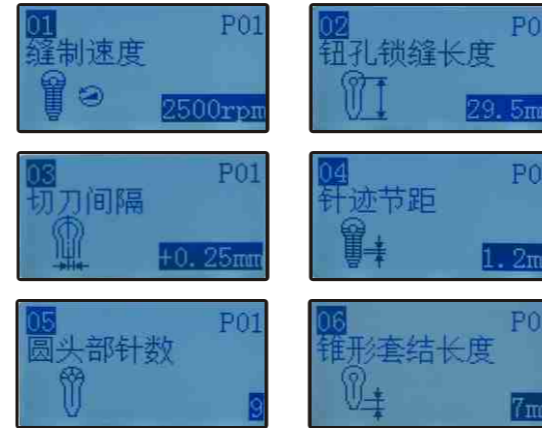 01 P01
缝制速度
2500rpm
02 P0
钮孔锁缝长度
29.5m
03 P01
切刀间隔
+0.25mm
04 P0
针迹节距
1.2m
05 P01
圆头部针数
9
06 P0
锥形套结长度
7m